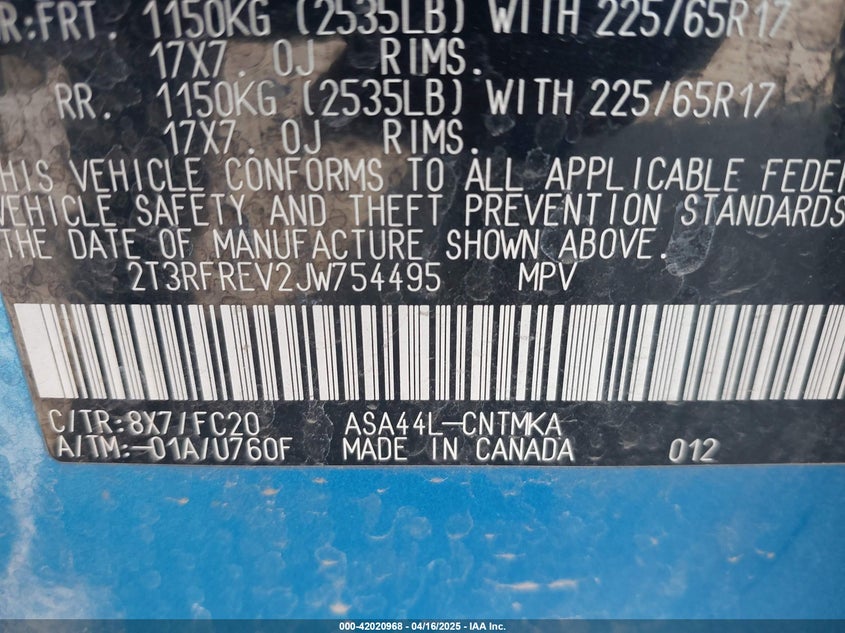 R:FRT. 1150KG (2535LB) WITH 225/65R17
17X7.0J RIMS.
RR. 1150KG (2535LB) WITH 225/65R17
17X7.0J RIMS.
HIS VEHICLE CONFORMS TO ALL APPLICABLE FEDER
VEHICLE SAFETY AND THEFT PREVENTION STANDARDS
THE DATE OF MANUFACTURE SHOWN ABOVE.
2T3RFREV2JW754495 MPV
C/TR:8X7/FC20 ASA44L-CNTMKA
A/TM:-01A/U760F MADE IN CANADA 012
000-42020968 - 04/16/2025 - IAA Inc.